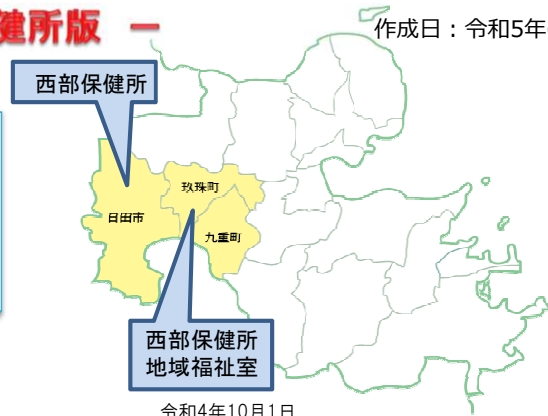 健所版 ー
作成日：令和5年
西部保健所
玖珠町
日田市
九重町
西部保健所
地域福祉室
令和4年10月1日